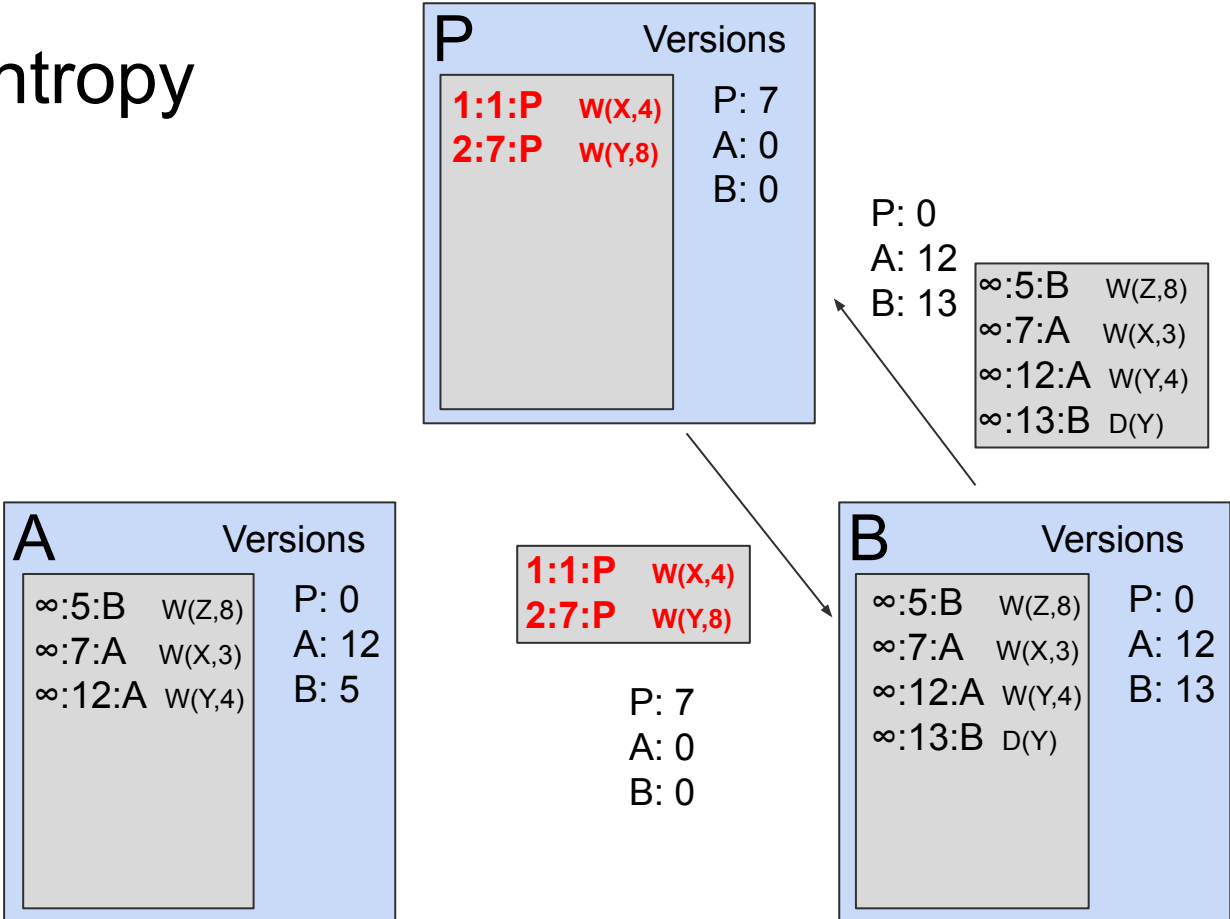 ntropy
P Versions
1:1:P W(X,4)
2:7:P W(Y,8)
P: 7
A: 0
B: 0
P: 0
A: 12
B: 13
∞:5:B W(Z,8)
∞:7:A W(X,3)
∞:12:A W(Y,4)
∞:13:B D(Y)
A Versions
∞:5:B W(Z,8)
∞:7:A W(X,3)
∞:12:A W(Y,4)
P: 0
A: 12
B: 5
1:1:P W(X,4)
2:7:P W(Y,8)
P: 7
A: 0
B: 0
B Versions
∞:5:B W(Z,8)
∞:7:A W(X,3)
∞:12:A W(Y,4)
∞:13:B D(Y)
P: 0
A: 12
B: 13